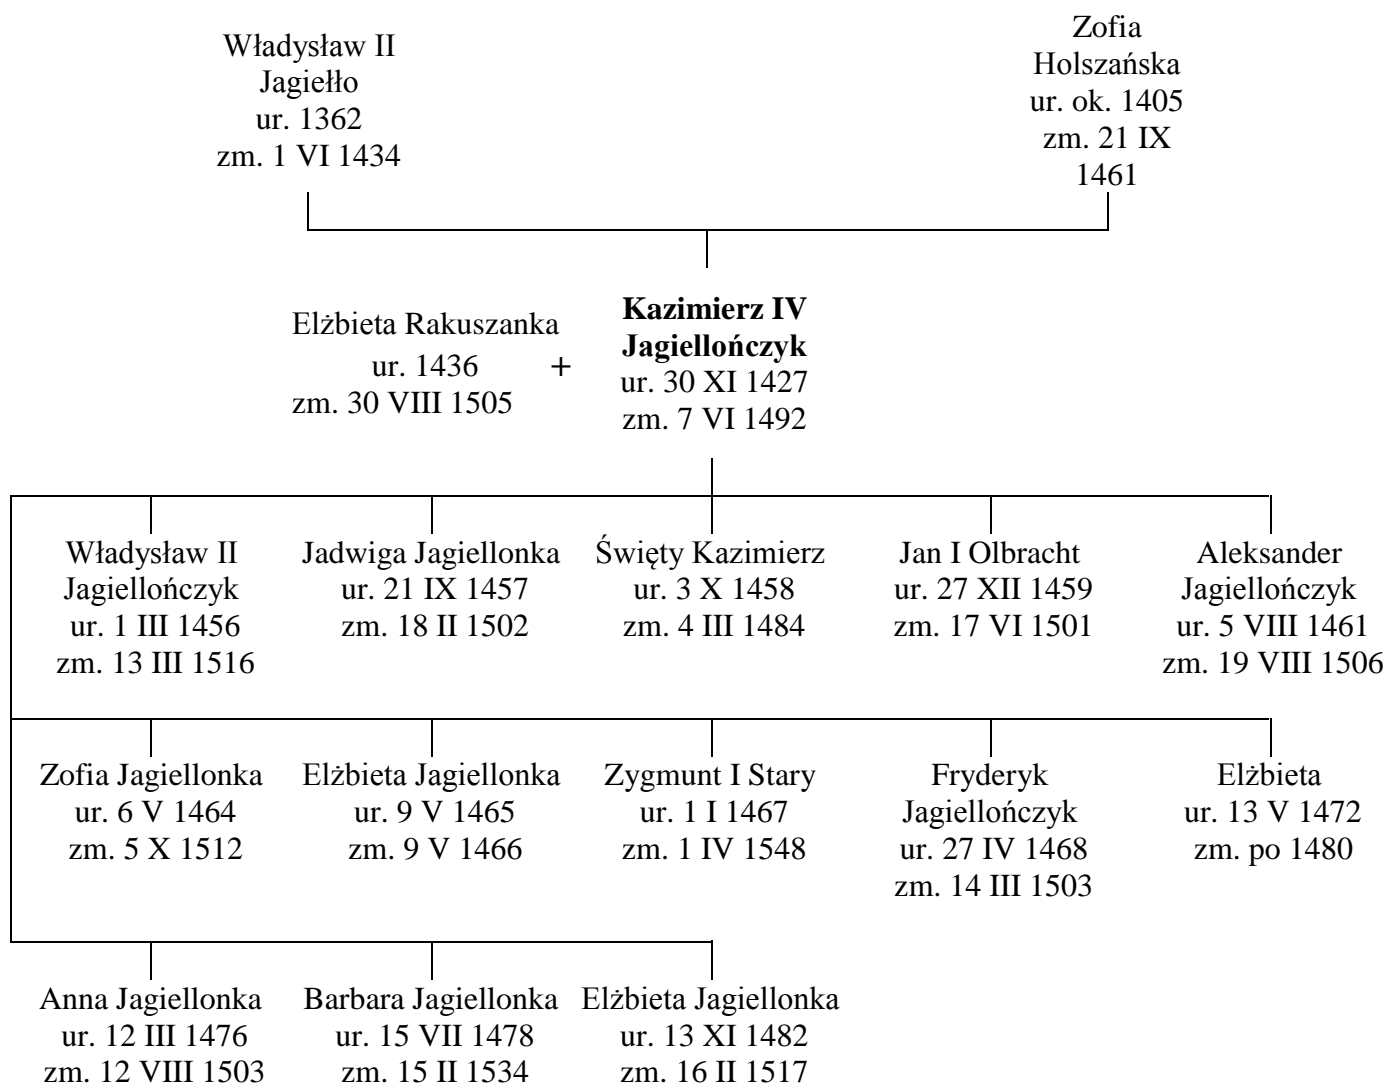 Władysław II
Jagiełło
ur. 1362
zm. 1 VI 1434
Zofia
Holszańska
ur. ok. 1405
zm. 21 IX
1461
Elżbieta Rakuszanka
ur. 1436
zm. 30 VIII 1505
+
Kazimierz IV
Jagiellończyk
ur. 30 XI 1427
zm. 7 VI 1492
Władysław II
Jagiellończyk
ur. 1 III 1456
zm. 13 III 1516
Jadwiga Jagiellonka
ur. 21 IX 1457
zm. 18 II 1502
Święty Kazimierz
ur. 3 X 1458
zm. 4 III 1484
Jan I Olbracht
ur. 27 XII 1459
zm. 17 VI 1501
Aleksander
Jagiellończyk
ur. 5 VIII 1461
zm. 19 VIII 1506
Zofia Jagiellonka
ur. 6 V 1464
zm. 5 X 1512
Elżbieta Jagiellonka
ur. 9 V 1465
zm. 9 V 1466
Zygmunt I Stary
ur. 1 I 1467
zm. 1 IV 1548
Fryderyk
Jagiellończyk
ur. 27 IV 1468
zm. 14 III 1503
Elżbieta
ur. 13 V 1472
zm. po 1480
Anna Jagiellonka
ur. 12 III 1476
zm. 12 VIII 1503
Barbara Jagiellonka
ur. 15 VII 1478
zm. 15 II 1534
Elżbieta Jagiellonka
ur. 13 XI 1482
zm. 16 II 1517